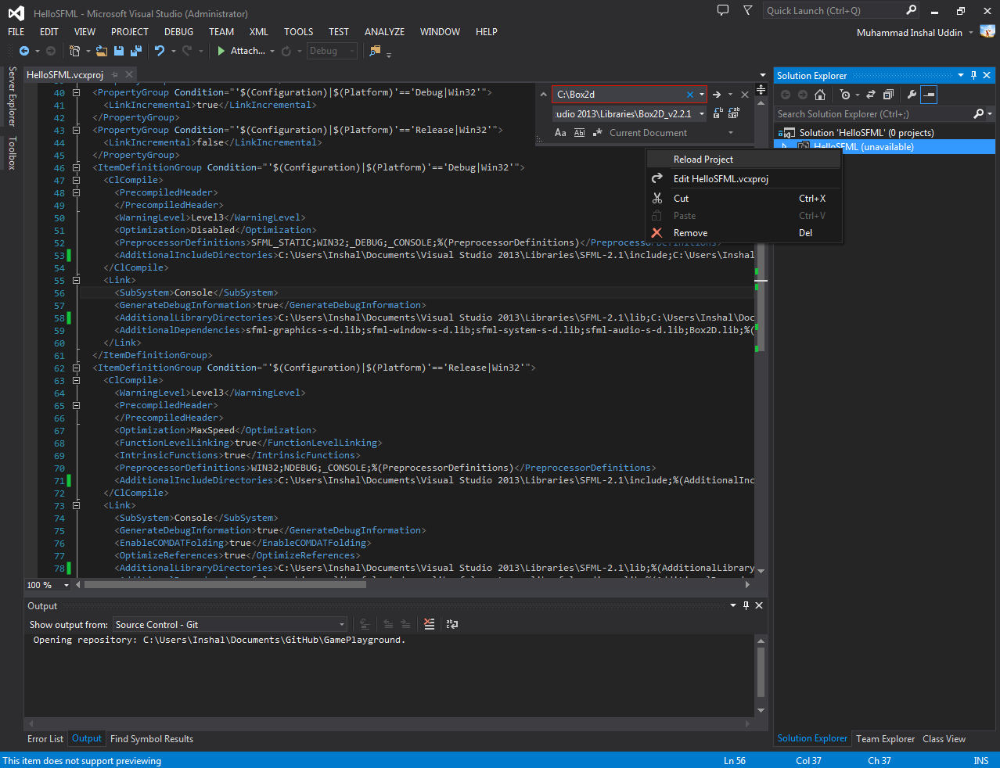 HelloSFML - Microsoft Visual Studio (Administrator)
Quick Launch (Ctrl+Q)
FILE EDIT VIEW PROJECT DEBUG TEAM XML TOOLS TEST ANALYZE WINDOW HELP
Muhammad Inshal Uddin
Attach... Debug
Server Explorer
Toolbox
HelloSFML.vcxproj
40 <PropertyGroup Condition="'$(Configuration)|$(Platform)'=='Debug|Win32'">
41 <LinkIncremental>true</LinkIncremental>
42 </PropertyGroup>
43 <PropertyGroup Condition="'$(Configuration)|$(Platform)'=='Release|Win32'">
44 <LinkIncremental>false</LinkIncremental>
45 </PropertyGroup>
46 <ItemDefinitionGroup Condition="'$(Configuration)|$(Platform)'=='Debug|Win32'">
47 <ClCompile>
48 <PrecompiledHeader>
49 </PrecompiledHeader>
50 <WarningLevel>Level3</WarningLevel>
51 <Optimization>Disabled</Optimization>
52 <PreprocessorDefinitions>SFML_STATIC;WIN32;_DEBUG;_CONSOLE;%(PreprocessorDefinitions)</PreprocessorDefinitions>
53 <AdditionalIncludeDirectories>C:\Users\Inshal\Documents\Visual Studio 2013\Libraries\SFML-2.1\include;C:\Users\Inshal
54 </ClCompile>
55 <Link>
56 <SubSystem>Console</SubSystem>
57 <GenerateDebugInformation>true</GenerateDebugInformation>
58 <AdditionalLibraryDirectories>C:\Users\Inshal\Documents\Visual Studio 2013\Libraries\SFML-2.1\lib;C:\Users\Inshal\Doc
59 <AdditionalDependencies>sfml-graphics-s-d.lib;sfml-window-s-d.lib;sfml-system-s-d.lib;sfml-audio-s-d.lib;Box2D.lib;%(
60 </Link>
61 </ItemDefinitionGroup>
62 <ItemDefinitionGroup Condition="'$(Configuration)|$(Platform)'=='Release|Win32'">
63 <ClCompile>
64 <WarningLevel>Level3</WarningLevel>
65 <PrecompiledHeader>
66 </PrecompiledHeader>
67 <Optimization>MaxSpeed</Optimization>
68 <FunctionLevelLinking>true</FunctionLevelLinking>
69 <IntrinsicFunctions>true</IntrinsicFunctions>
70 <PreprocessorDefinitions>WIN32;NDEBUG;_CONSOLE;%(PreprocessorDefinitions)</PreprocessorDefinitions>
71 <AdditionalIncludeDirectories>C:\Users\Inshal\Documents\Visual Studio 2013\Libraries\SFML-2.1\include;%(AdditionalInc
72 </ClCompile>
73 <Link>
74 <SubSystem>Console</SubSystem>
75 <GenerateDebugInformation>true</GenerateDebugInformation>
76 <EnableCOMDATFolding>true</EnableCOMDATFolding>
77 <OptimizeReferences>true</OptimizeReferences>
78 <AdditionalLibraryDirectories>C:\Users\Inshal\Documents\Visual Studio 2013\Libraries\SFML-2.1\lib;%(AdditionalLibrary
100 %
C:\Box2d
udio 2013\Libraries\Box2D_v2.2.1
Aa Ab Current Document
Reload Project
Edit HelloSFML.vcxproj
Cut Ctrl+X
Paste Ctrl+V
Remove Del
Solution Explorer
Search Solution Explorer (Ctrl+;)
Solution 'HelloSFML' (0 projects)
HelloSFML (unavailable)
Output
Show output from: Source Control - Git
Opening repository: C:\Users\Inshal\Documents\GitHub\GamePlayground.
Error List Output Find Symbol Results
Solution Explorer Team Explorer Class View
This item does not support previewing Ln 56 Col 37 Ch 37 INS